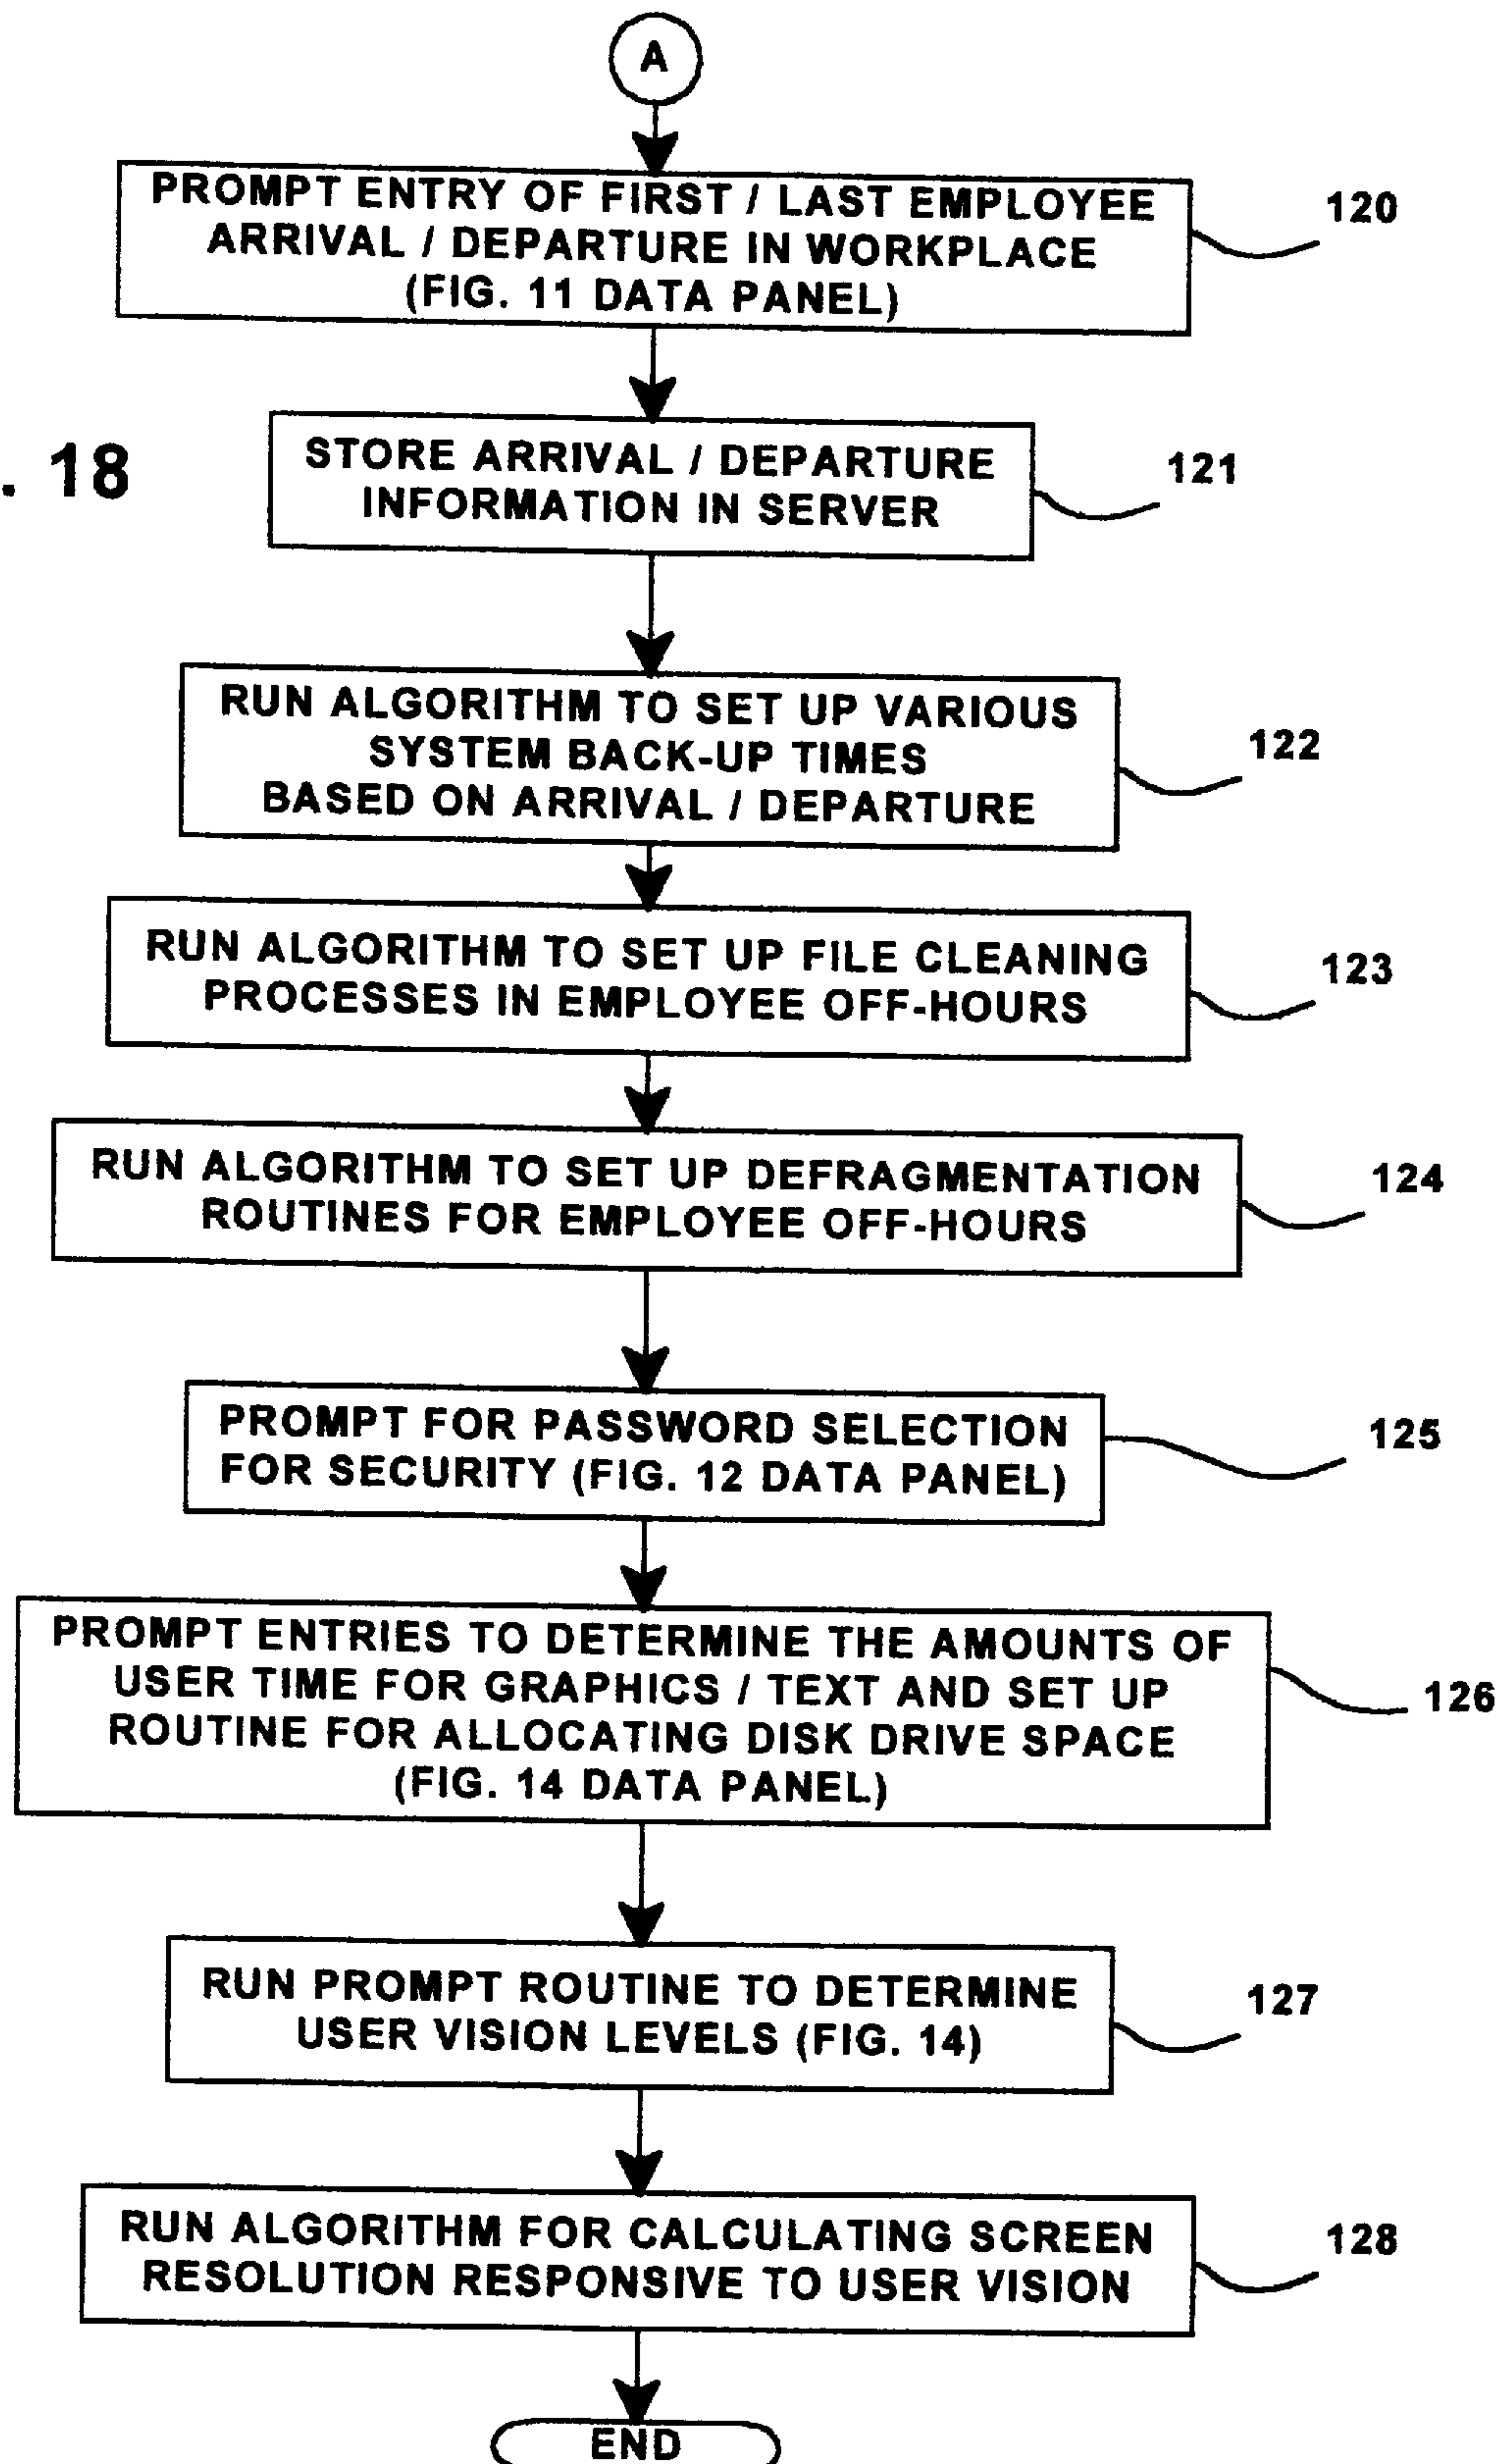 A
PROMPT ENTRY OF FIRST / LAST EMPLOYEE
ARRIVAL / DEPARTURE IN WORKPLACE
(FIG. 11 DATA PANEL)
120
. 18
STORE ARRIVAL / DEPARTURE
INFORMATION IN SERVER
121
RUN ALGORITHM TO SET UP VARIOUS
SYSTEM BACK-UP TIMES
BASED ON ARRIVAL / DEPARTURE
122
RUN ALGORITHM TO SET UP FILE CLEANING
PROCESSES IN EMPLOYEE OFF-HOURS
123
RUN ALGORITHM TO SET UP DEFRAGMENTATION
ROUTINES FOR EMPLOYEE OFF-HOURS
124
PROMPT FOR PASSWORD SELECTION
FOR SECURITY (FIG. 12 DATA PANEL)
125
PROMPT ENTRIES TO DETERMINE THE AMOUNTS OF
USER TIME FOR GRAPHICS / TEXT AND SET UP
ROUTINE FOR ALLOCATING DISK DRIVE SPACE
(FIG. 14 DATA PANEL)
126
RUN PROMPT ROUTINE TO DETERMINE
USER VISION LEVELS (FIG. 14)
127
RUN ALGORITHM FOR CALCULATING SCREEN
RESOLUTION RESPONSIVE TO USER VISION
128
END